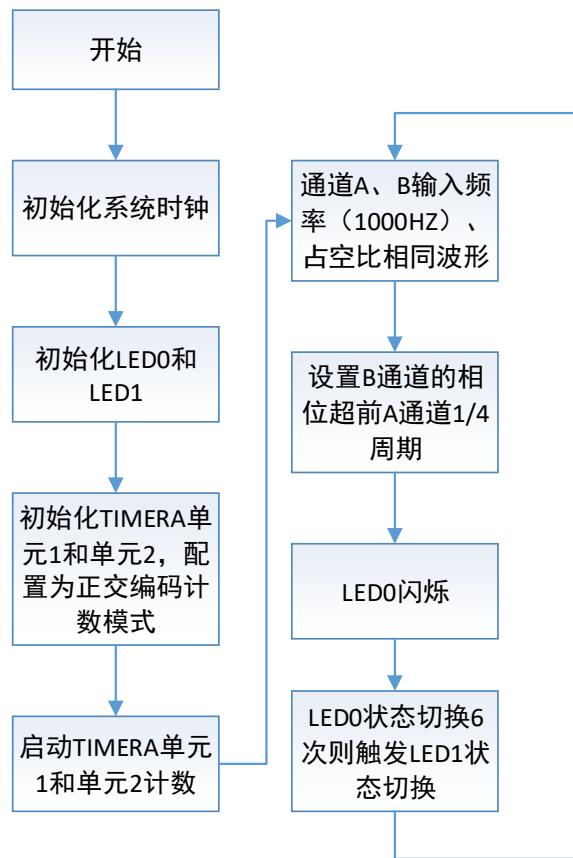 开始
初始化系统时钟
初始化LED0和
LED1
初始化TIMERA单
元1和单元2，配
置为正交编码计
数模式
启动TIMERA单元
1和单元2计数
通道A、B输入频
率（1000HZ）、
占空比相同波形
设置B通道的相
位超前A通道1/4
周期
LED0闪烁
LED0状态切换6
次则触发LED1状
态切换